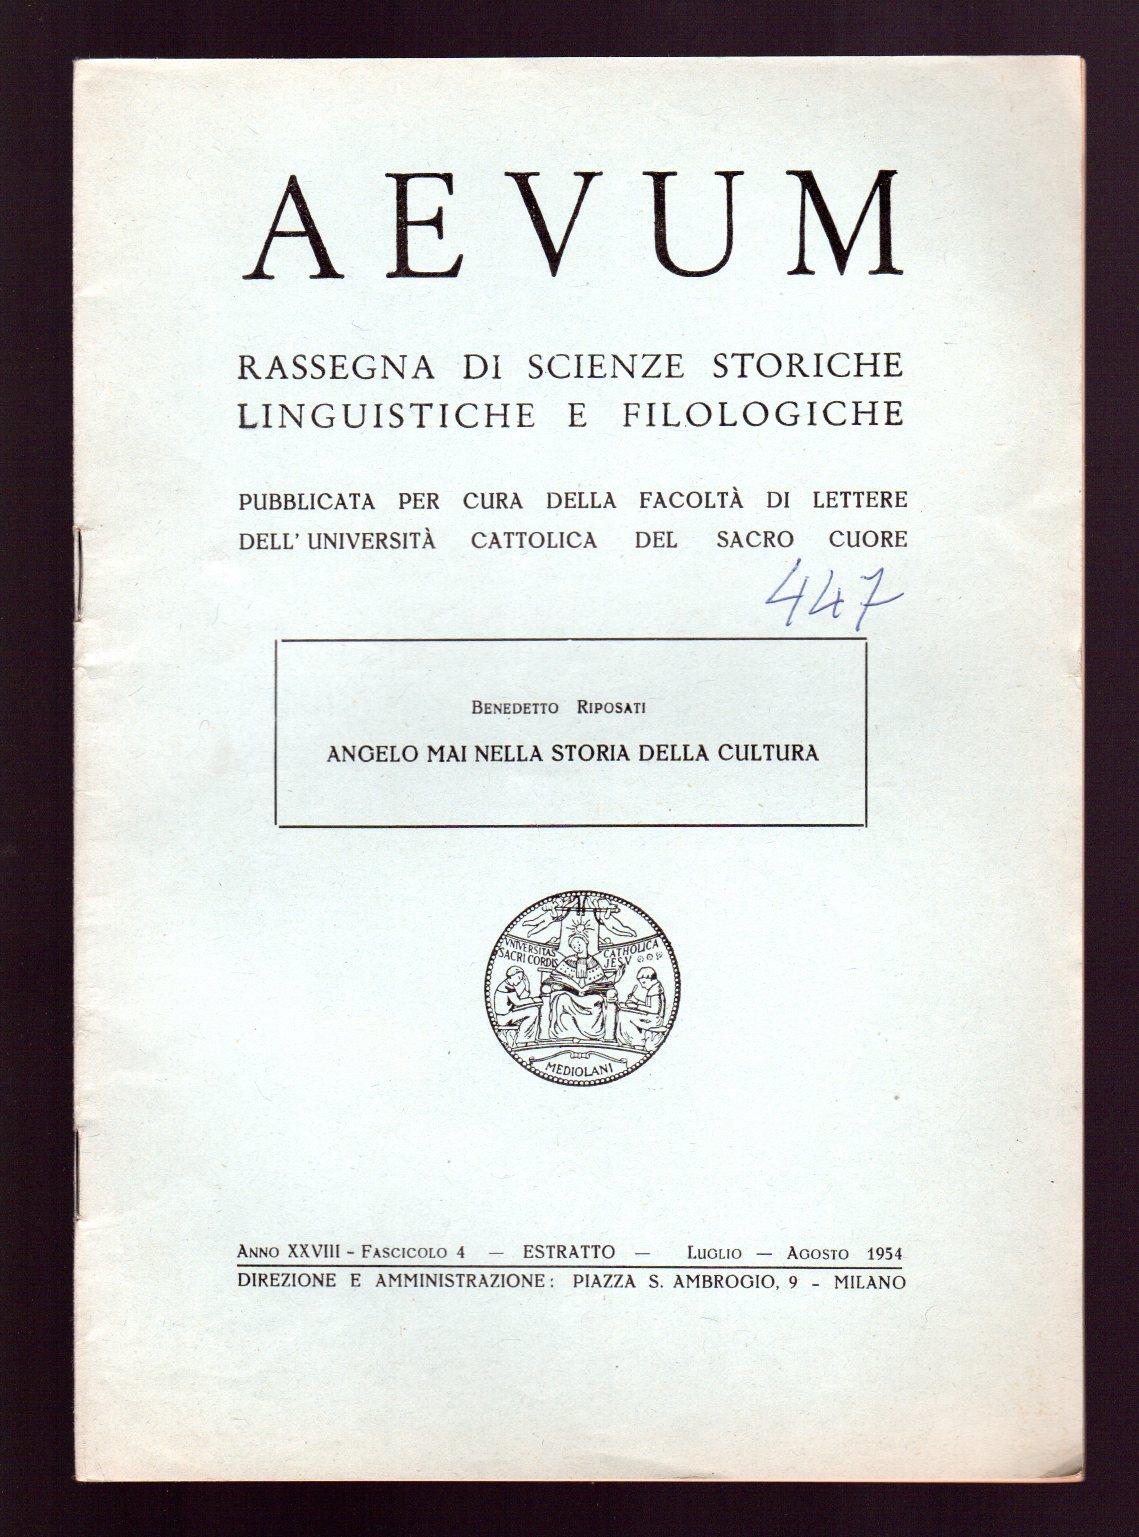 AEVUM
RASSEGNA DI SCIENZE STORICHE
LINGUISTICHE E FILOLOGICHE
PUBBLICATA PER CURA DELLA FACOLTÀ DI LETTERE
DELL' UNIVERSITÀ CATTOLICA DEL SACRO CUORE
447
BENEDETTO RIPOSATI
ANGELO MAI NELLA STORIA DELLA CULTURA
VNIVERSITAS CATHOLICA
SACRI CORDIS JESV
MEDIOLANI
ANNO XXVIII - FASCICOLO 4 — ESTRATTO — LUGLIO — AGOSTO 1954
DIREZIONE E AMMINISTRAZIONE: PIAZZA S. AMBROGIO, 9 - MILANO